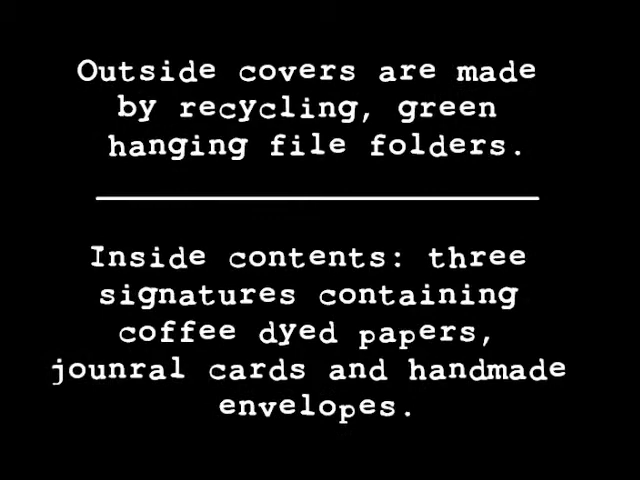 Outside covers are made
by recycling, green
hanging file folders.
Inside contents: three
signatures containing
coffee dyed papers,
jounral cards and handmade
envelopes.